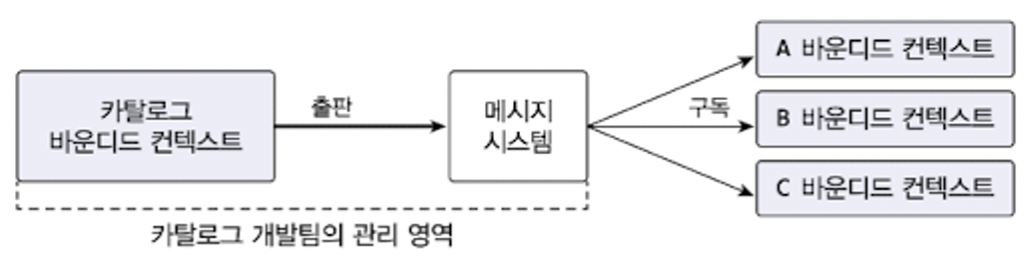 카탈로그
바운디드 컨텍스트
출판
메시지
시스템
구독
A 바운디드 컨텍스트
B 바운디드 컨텍스트
C 바운디드 컨텍스트
카탈로그 개발팀의 관리 영역